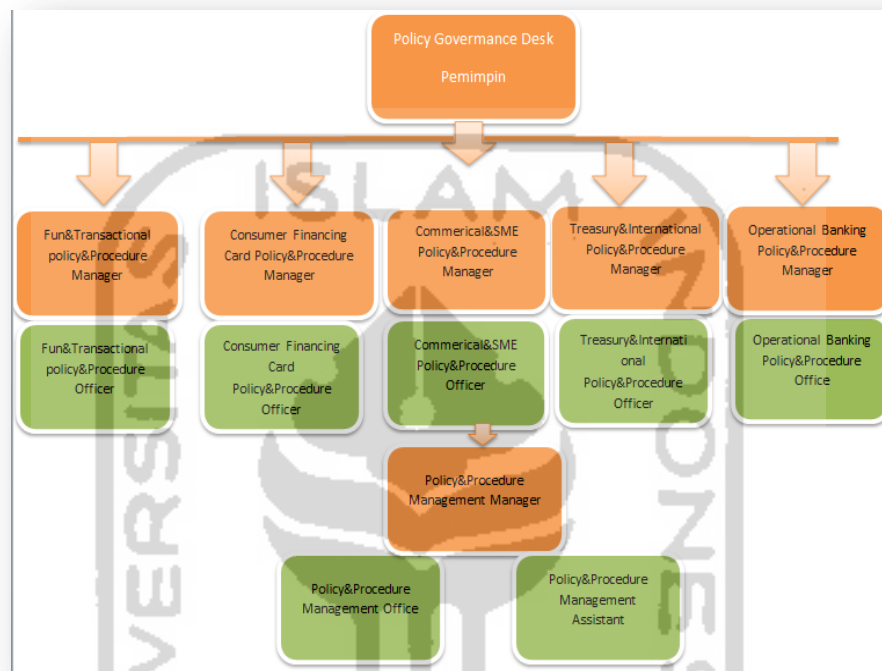 Policy Govermance Desk
Pemimpin
Fun&Transactional
policy&Procedure
Manager
Consumer Financing
Card Policy&Procedure
Manager
Commerical&SME
Policy&Procedure
Manager
Treasury&International
Policy&Procedure
Manager
Operational Banking
Policy&Procedure
Manager
Fun&Transactional
policy&Procedure
Officer
Consumer Financing
Card
Policy&Procedure
Officer
Commerical&SME
Policy&Procedure
Officer
Treasury&Internati
onal
Policy&Procedure
Officer
Operational Banking
Policy&Procedure
Office
Policy&Procedure
Management Manager
Policy&Procedure
Management Office
Policy&Procedure
Management
Assistant
ISLAM